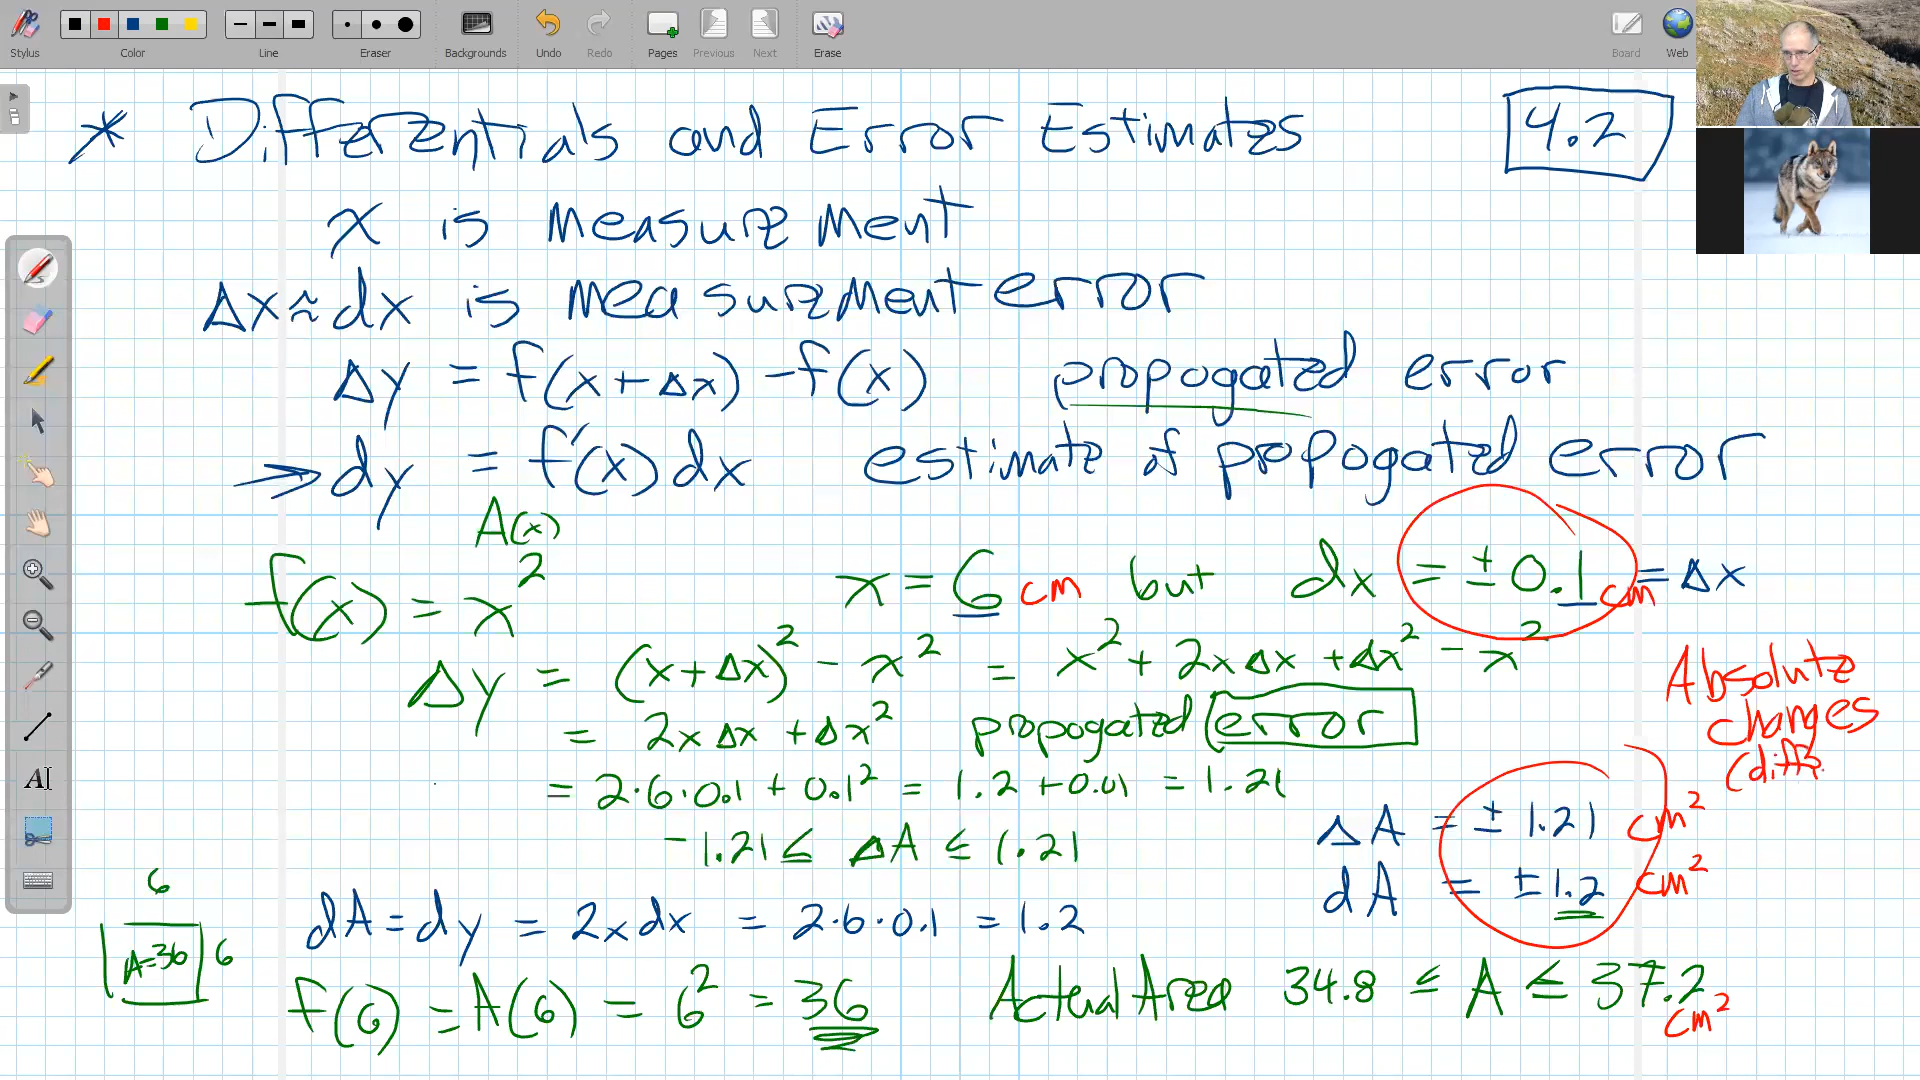 Stylus Color Line Eraser Backgrounds Undo Redo Pages Previous Next Erase Board Web
* Differentials and Error Estimates 4.2
x is measurement
Δx ≈ dx is measurement error
Δy = f(x+Δx) - f(x) propogated error
→ dy = f'(x) dx estimate of propogated error
A(x)
f(x) = x² x = 6 cm but dx = ± 0.1 cm = Δx
Δy = (x+Δx)² - x² = x² + 2xΔx + Δx² - x²
Absolute
changes
(diff
= 2xΔx + Δx² propogated error
= 2·6·0.1 + 0.1² = 1.2 + 0.01 = 1.21
ΔA = ± 1.21 cm²
-1.21 ≤ ΔA ≤ 1.21
dA = ± 1.2 cm²
6
A=36 6
dA = dy = 2x dx = 2·6·0.1 = 1.2
f(6) = A(6) = 6² = 36 Actual Area 34.8 ≤ A ≤ 37.2 cm²